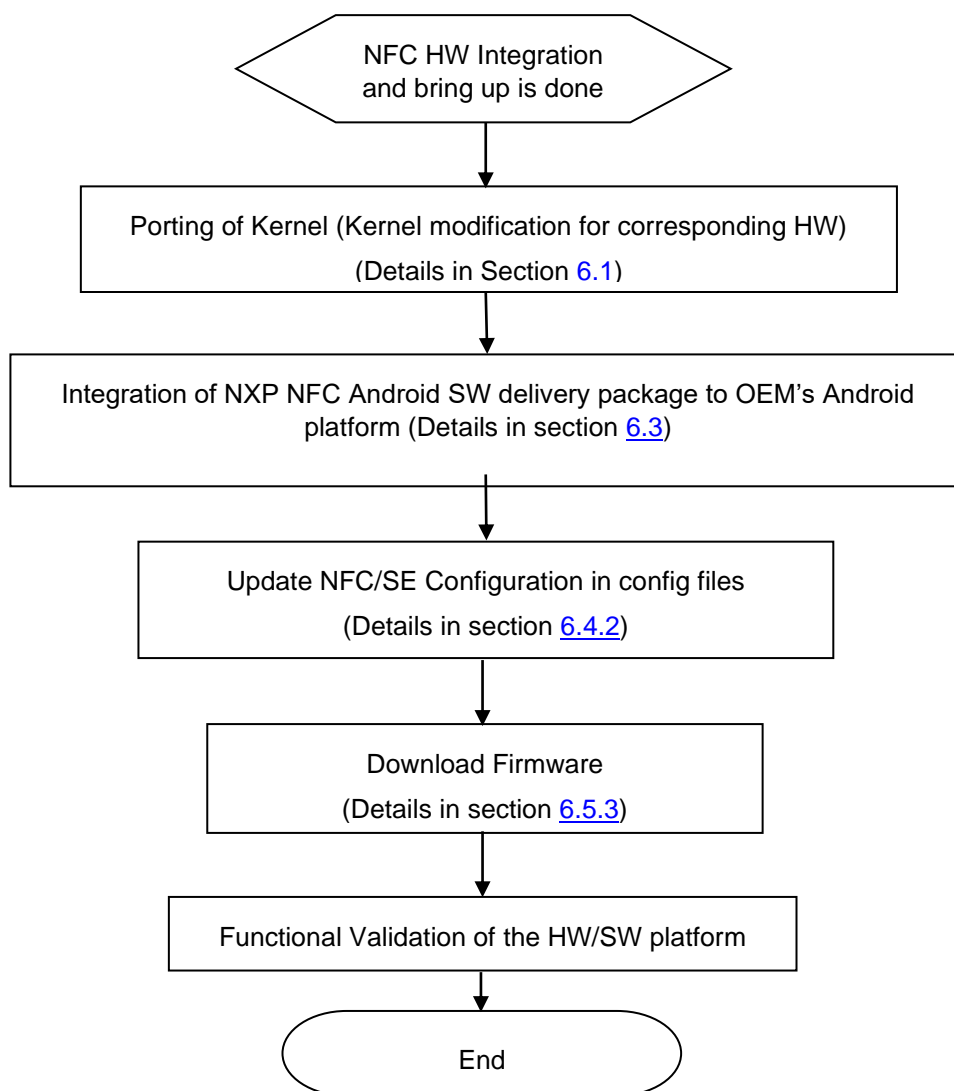 NFC HW Integration
and bring up is done
Porting of Kernel (Kernel modification for corresponding HW)
(Details in Section 6.1)
Integration of NXP NFC Android SW delivery package to OEM’s Android
platform (Details in section 6.3)
Update NFC/SE Configuration in config files
(Details in section 6.4.2)
Download Firmware
(Details in section 6.5.3)
Functional Validation of the HW/SW platform
End